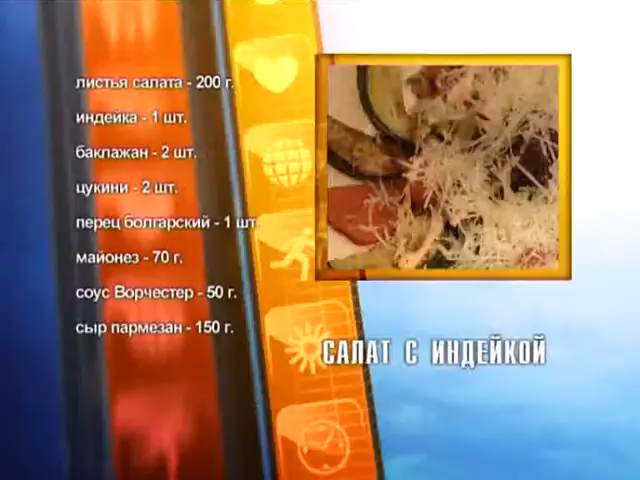 листья салата - 200 г.
индейка - 1 шт.
баклажан - 2 шт.
цукини - 2 шт.
перец болгарский - 1 шт
майонез - 70 г.
соус Ворчестер - 50 г.
сыр пармезан - 150 г.
САЛАТ С ИНДЕЙКОЙ